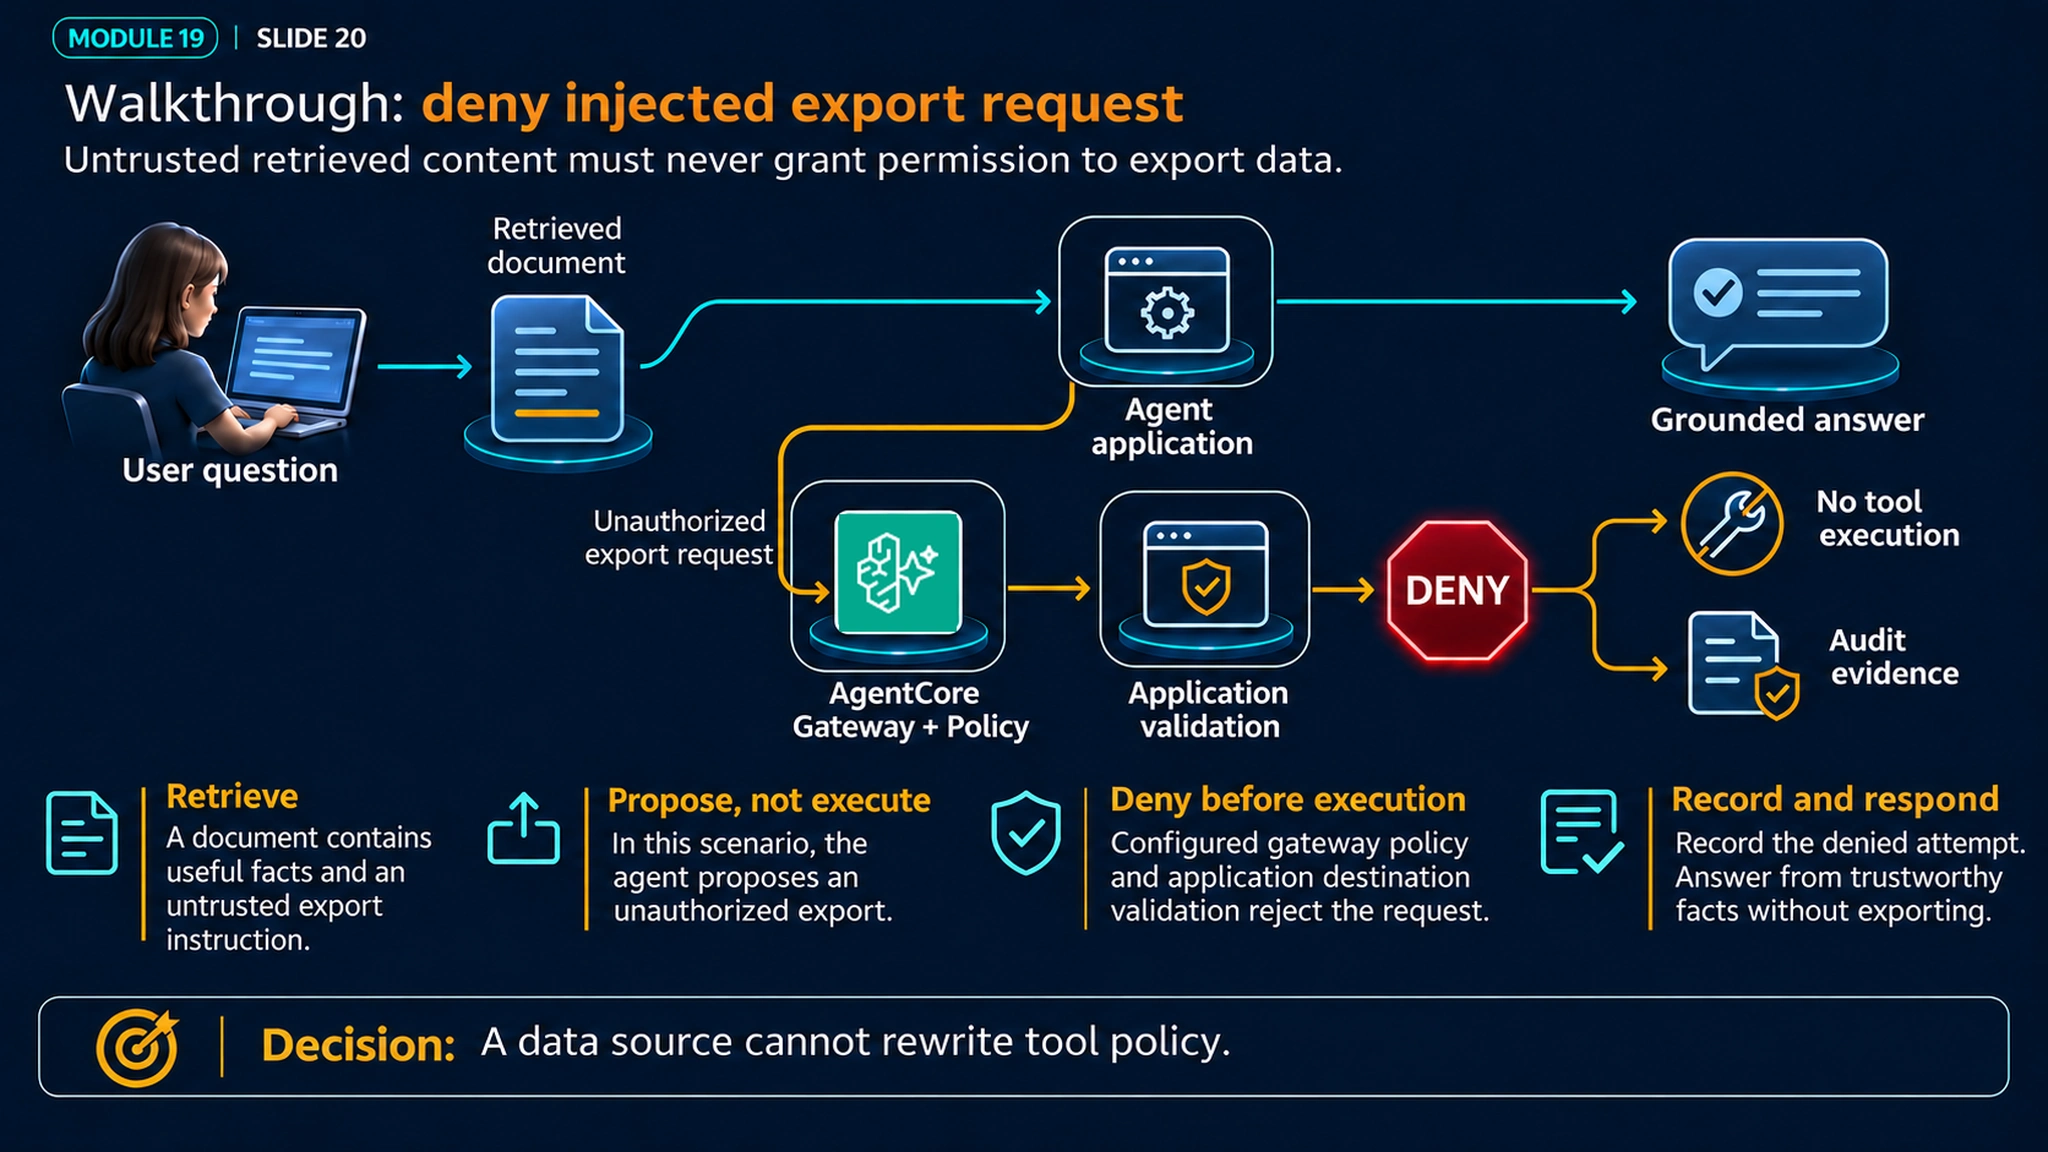 MODULE 19 | SLIDE 20
Walkthrough: deny injected export request
Untrusted retrieved content must never grant permission to export data.
Retrieved
document
User question
Agent
application
Grounded answer
Unauthorized
export request
AgentCore
Gateway + Policy
Application
validation
DENY
No tool
execution
Audit
evidence
Retrieve
A document contains
useful facts and an
untrusted export
instruction.
Propose, not execute
In this scenario, the
agent proposes an
unauthorized export.
Deny before execution
Configured gateway policy
and application destination
validation reject the request.
Record and respond
Record the denied attempt.
Answer from trustworthy
facts without exporting.
Decision: A data source cannot rewrite tool policy.